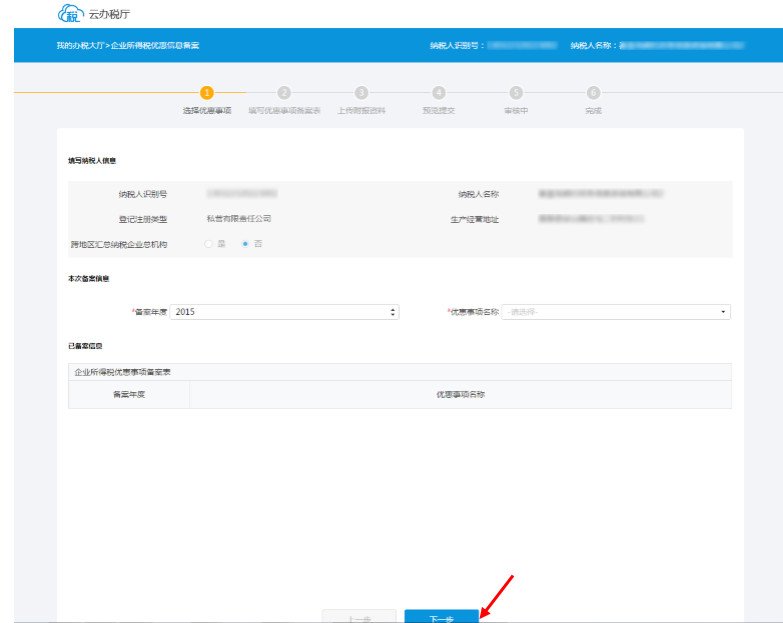 税 云办税厅
我的办税大厅>企业所得税优惠信息备案 纳税人识别号： 纳税人名称：
1 2 3 4 5 6
选择优惠事项 填写优惠事项备案表 上传附报资料 预览提交 审核中 完成
填写纳税人信息
纳税人识别号 纳税人名称
登记注册类型 私营有限责任公司 生产经营地址
跨地区汇总纳税企业总机构 是 否
本次备案信息
*备案年度 2015 *优惠事项名称 -请选择-
已备案信息
企业所得税优惠事项备案表
备案年度 优惠事项名称
上一步 下一步